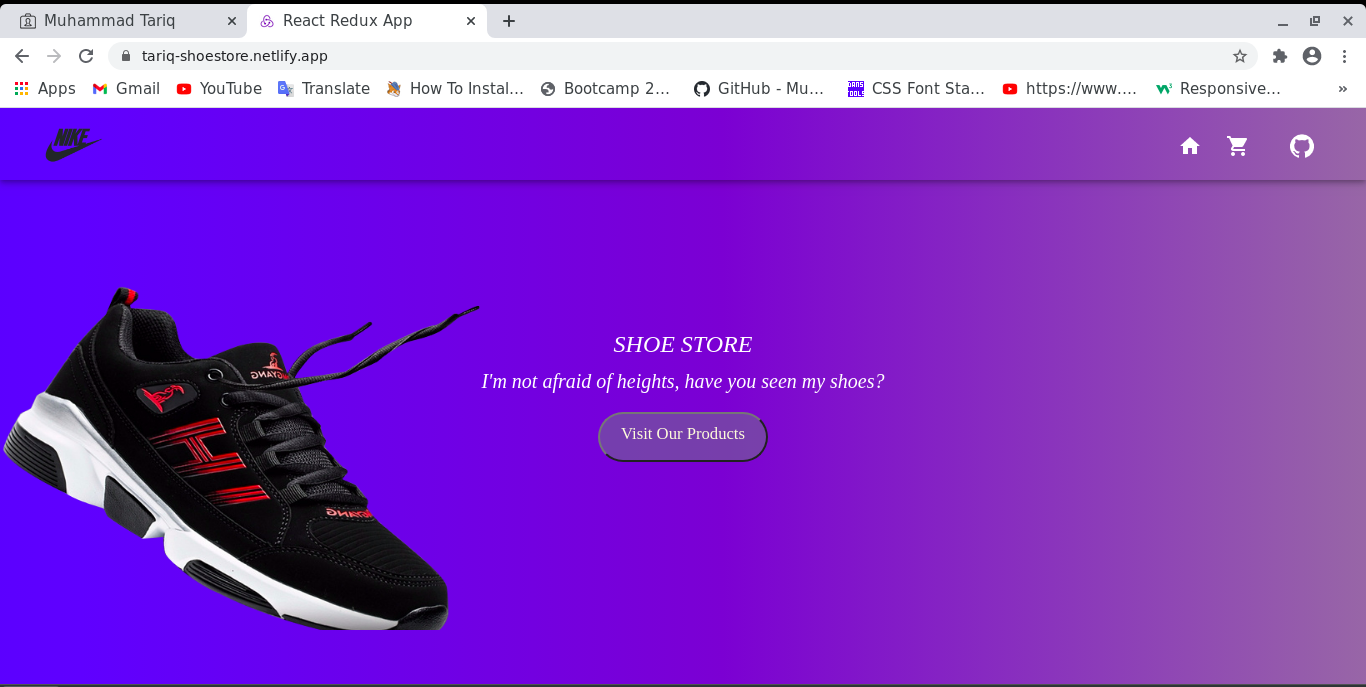 Muhammad Tariq
React Redux App
tariq-shoestore.netlify.app
Apps
Gmail
YouTube
Translate
How To Instal...
Bootcamp 2...
GitHub - Mu...
CSS Font Sta...
https://www....
Responsive...
»
NIKE
SHOE STORE
I'm not afraid of heights, have you seen my shoes?
Visit Our Products
H